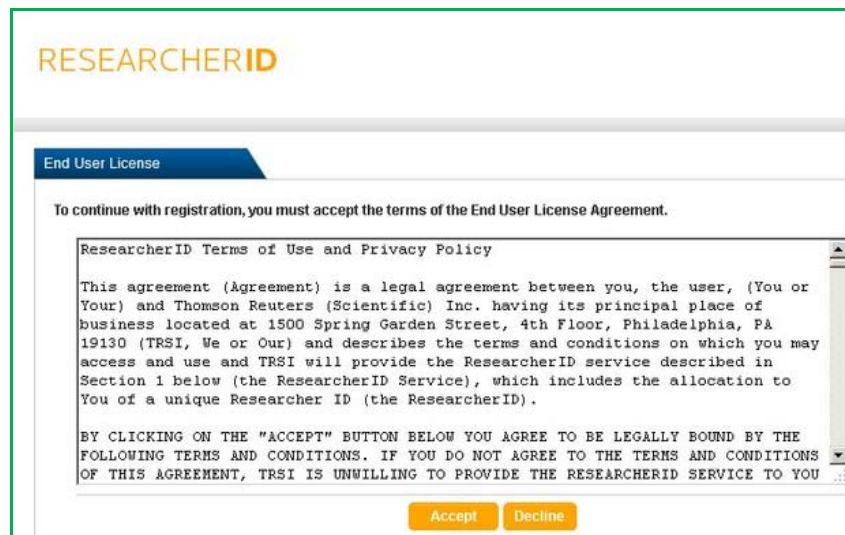 RESEARCHERID
End User License
To continue with registration, you must accept the terms of the End User License Agreement.
ResearcherID Terms of Use and Privacy Policy
This agreement (Agreement) is a legal agreement between you, the user, (You or
Your) and Thomson Reuters (Scientific) Inc. having its principal place of
business located at 1500 Spring Garden Street, 4th Floor, Philadelphia, PA
19130 (TRSI, We or Our) and describes the terms and conditions on which you may
access and use and TRSI will provide the ResearcherID service described in
Section 1 below (the ResearcherID Service), which includes the allocation to
You of a unique Researcher ID (the ResearcherID).
BY CLICKING ON THE "ACCEPT" BUTTON BELOW YOU AGREE TO BE LEGALLY BOUND BY THE
FOLLOWING TERMS AND CONDITIONS. IF YOU DO NOT AGREE TO THE TERMS AND CONDITIONS
OF THIS AGREEMENT, TRSI IS UNWILLING TO PROVIDE THE RESEARCHERID SERVICE TO YOU
Accept Decline